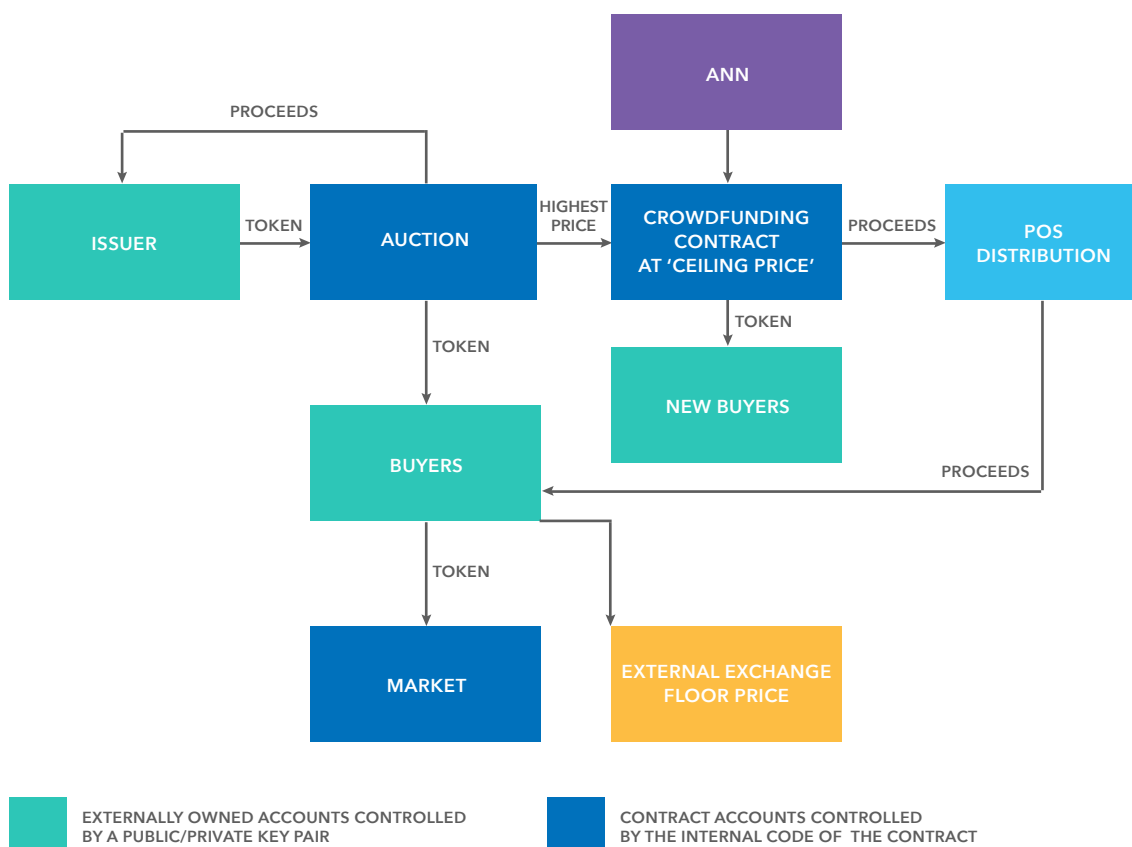 ANN
PROCEEDS
ISSUER
TOKEN
AUCTION
HIGHEST
PRICE
CROWDFUNDING
CONTRACT
AT ‘CEILING PRICE’
PROCEEDS
POS
DISTRIBUTION
TOKEN
TOKEN
NEW BUYERS
BUYERS
PROCEEDS
TOKEN
MARKET
EXTERNAL EXCHANGE
FLOOR PRICE
EXTERNALLY OWNED ACCOUNTS CONTROLLED
BY A PUBLIC/PRIVATE KEY PAIR
CONTRACT ACCOUNTS CONTROLLED
BY THE INTERNAL CODE OF THE CONTRACT